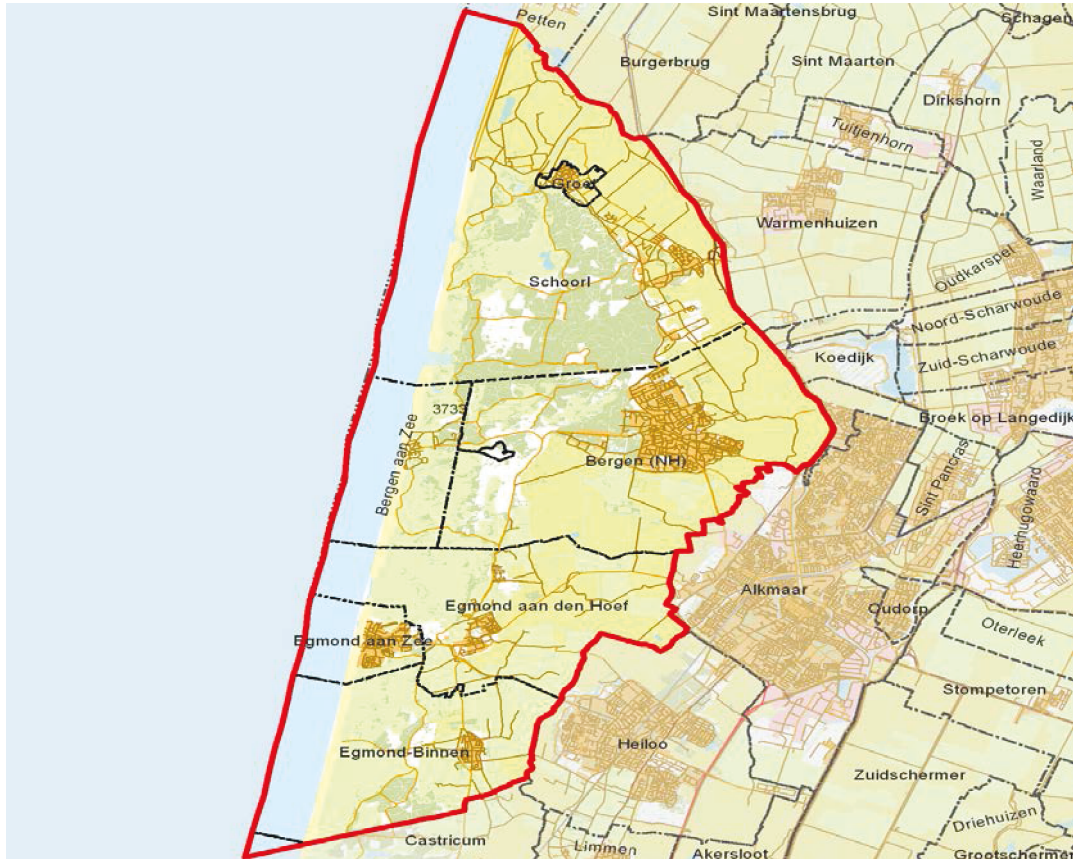 Petten
Sint Maartensbrug
Schagen
Burgerbrug
Sint Maarten
Dirkshorn
Tuitjenhorn
Waarland
Groet
Warmenhuizen
Oudkarspel
Schoorl
Noord-Scharwoude
Koedijk
Zuid-Scharwoude
3733
Broek op Langedijk
Bergen aan Zee
Bergen (NH)
Sint Pancras
Heerhugowaard
Alkmaar
Egmond aan den Hoef
Oudorp
Egmond aan Zee
Oterleek
Stompetoren
Egmond-Binnen
Heiloo
Zuidschermer
Driehuizen
Castricum
Limmen
Akersloot
Grootschermer